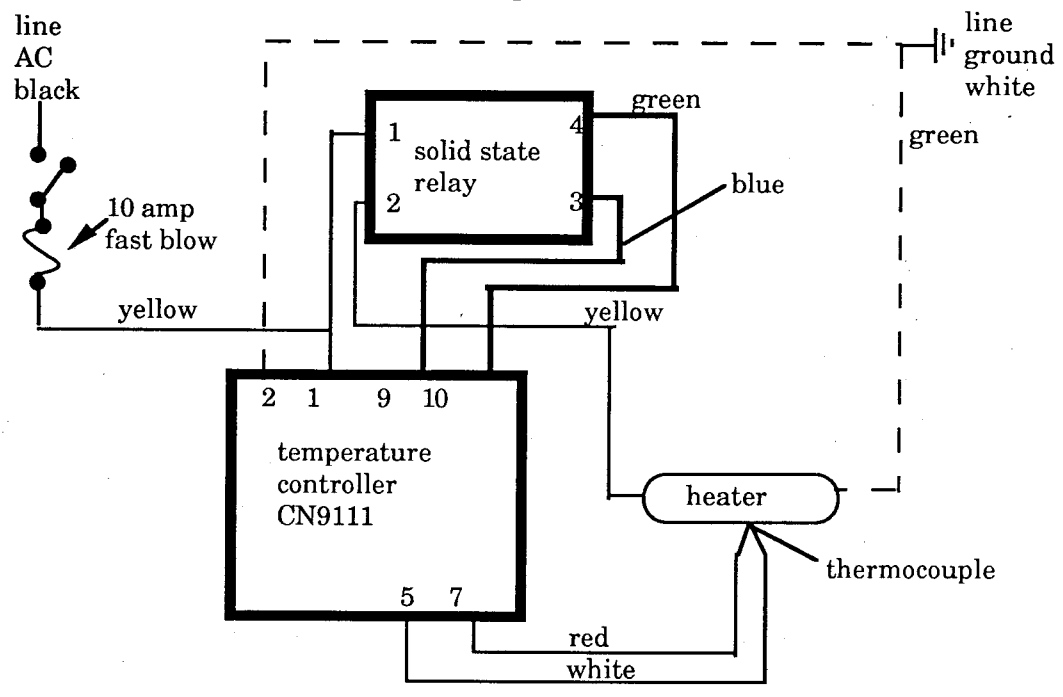 line
AC
black
line
ground
white
green
green
1
4
solid state
relay
2
3
blue
10 amp
fast blow
yellow
yellow
2 1 9 10
temperature
controller
CN9111
heater
thermocouple
5 7
red
white